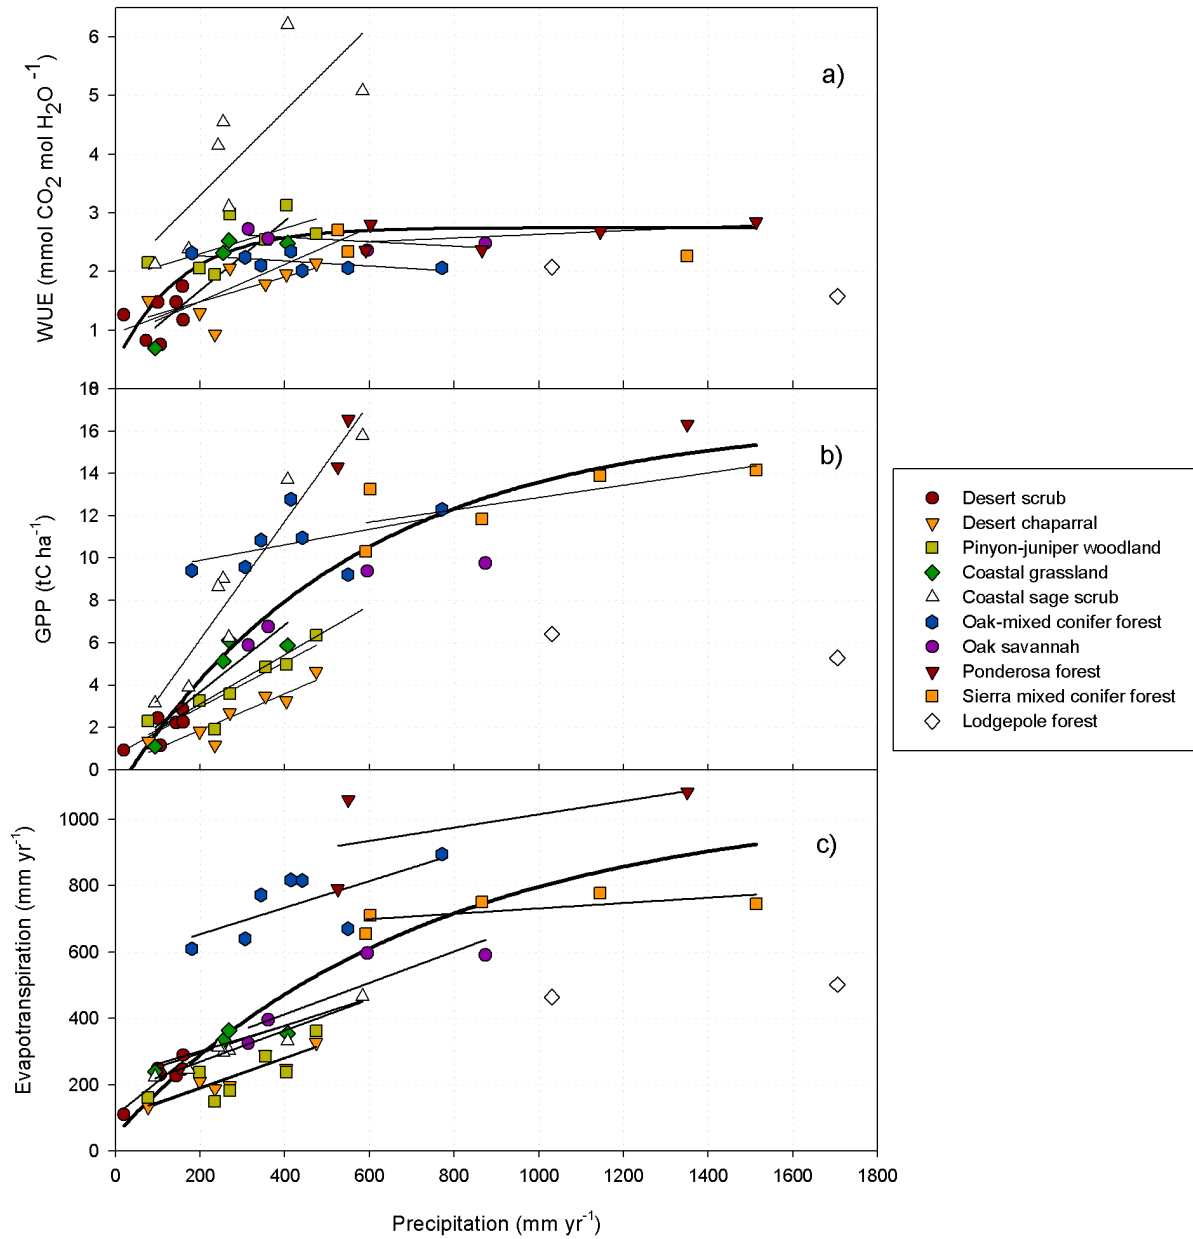 6
5
4
3
2
1
18
16
14
12
10
8
6
4
2
0
1000
800
600
400
200
0
0 200 400 600 800 1000 1200 1400 1600 1800
WUE (mmol CO2 mol H2O-1)
GPP (tC ha-1)
Evapotranspiration (mm yr-1)
Precipitation (mm yr-1)
a)
b)
c)
Desert scrub
Desert chaparral
Pinyon-juniper woodland
Coastal grassland
Coastal sage scrub
Oak-mixed conifer forest
Oak savannah
Ponderosa forest
Sierra mixed conifer forest
Lodgepole forest